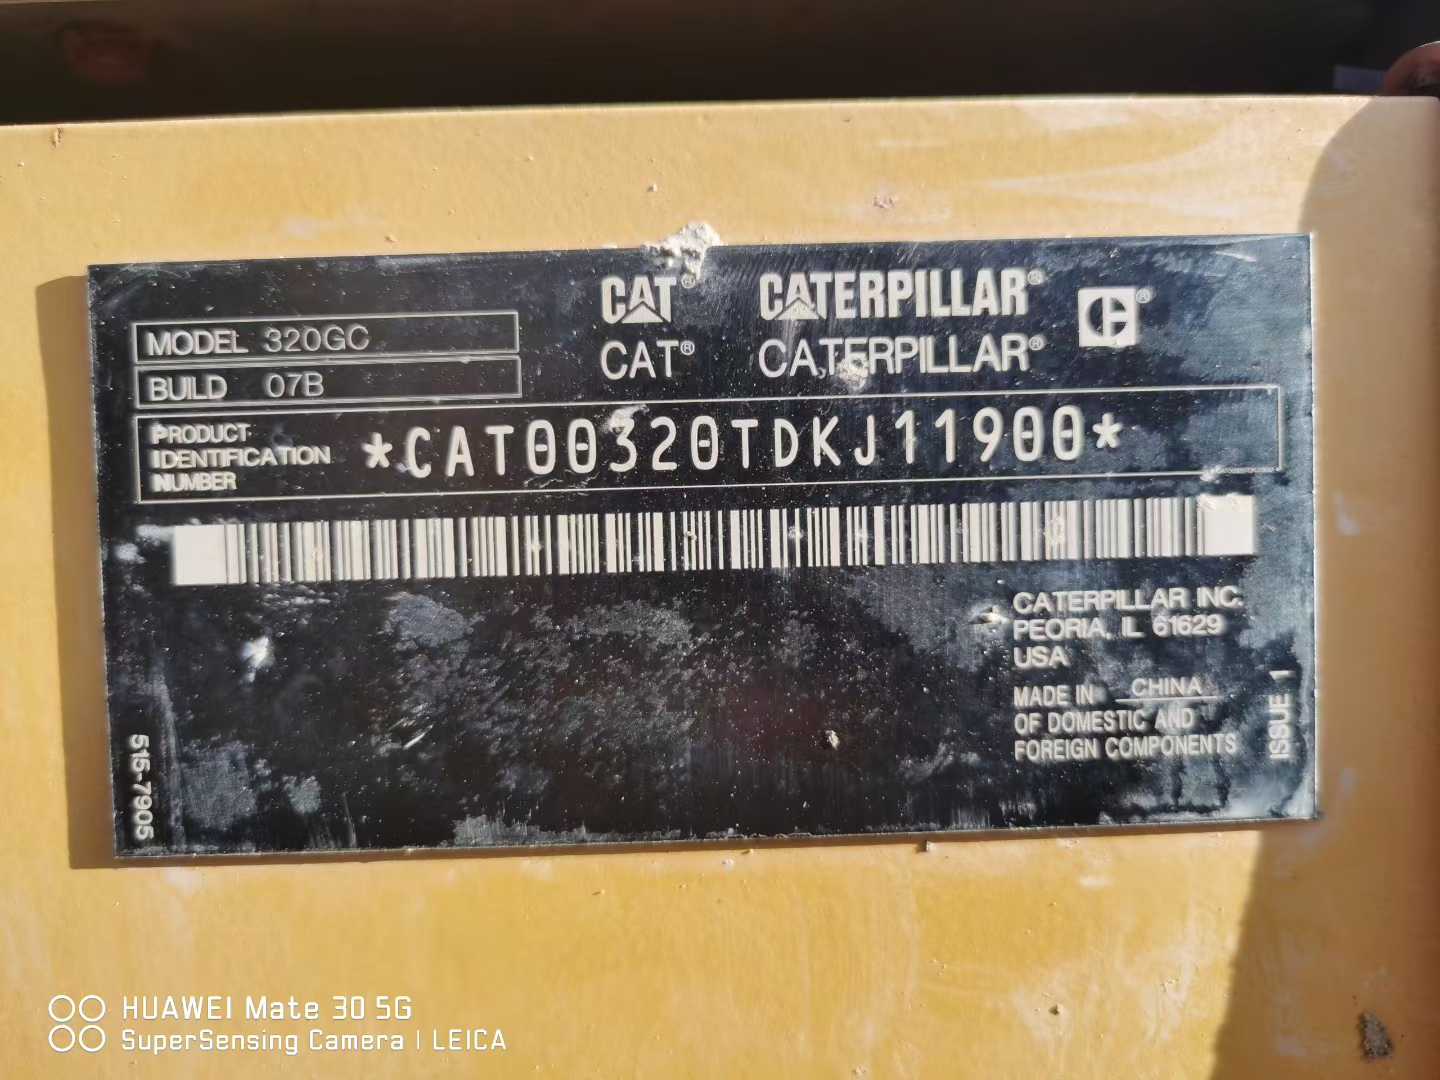 CAT® CATERPILLAR® C®
CAT® CATERPILLAR®
MODEL 320GC
BUILD 07B
PRODUCT
IDENTIFICATION
NUMBER
*CAT00320TDKJ11900*
CATERPILLAR INC.
PEORIA, IL 61629
USA
MADE IN CHINA
OF DOMESTIC AND
FOREIGN COMPONENTS
ISSUE 1
515-7905
HUAWEI Mate 30 5G
SuperSensing Camera | LEICA